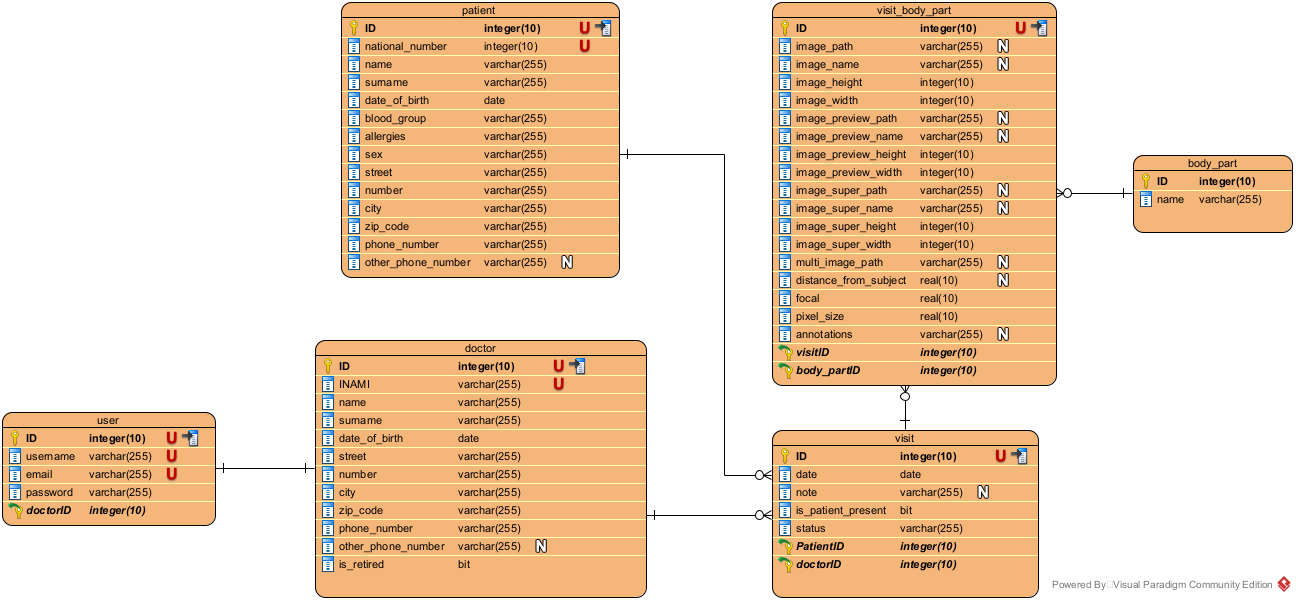 patient
ID integer(10) U
national_number integer(10) U
name varchar(255)
surname varchar(255)
date_of_birth date
blood_group varchar(255)
allergies varchar(255)
sex varchar(255)
street varchar(255)
number varchar(255)
city varchar(255)
zip_code varchar(255)
phone_number varchar(255)
other_phone_number varchar(255) N
visit_body_part
ID integer(10) U
image_path varchar(255) N
image_name varchar(255) N
image_height integer(10)
image_width integer(10)
image_preview_path varchar(255) N
image_preview_name varchar(255) N
image_preview_height integer(10)
image_preview_width integer(10)
image_super_path varchar(255) N
image_super_name varchar(255) N
image_super_height integer(10)
image_super_width integer(10)
multi_image_path varchar(255) N
distance_from_subject real(10) N
focal real(10)
pixel_size real(10)
annotations varchar(255) N
visitID integer(10)
body_partID integer(10)
body_part
ID integer(10)
name varchar(255)
doctor
ID integer(10) U
INAMI varchar(255) U
name varchar(255)
surname varchar(255)
date_of_birth date
street varchar(255)
number varchar(255)
city varchar(255)
zip_code varchar(255)
phone_number varchar(255)
other_phone_number varchar(255) N
is_retired bit
user
ID integer(10) U
username varchar(255) U
email varchar(255) U
password varchar(255)
doctorID integer(10)
visit
ID integer(10) U
date date
note varchar(255) N
is_patient_present bit
status varchar(255)
PatientID integer(10)
doctorID integer(10)
Powered By Visual Paradigm Community Edition